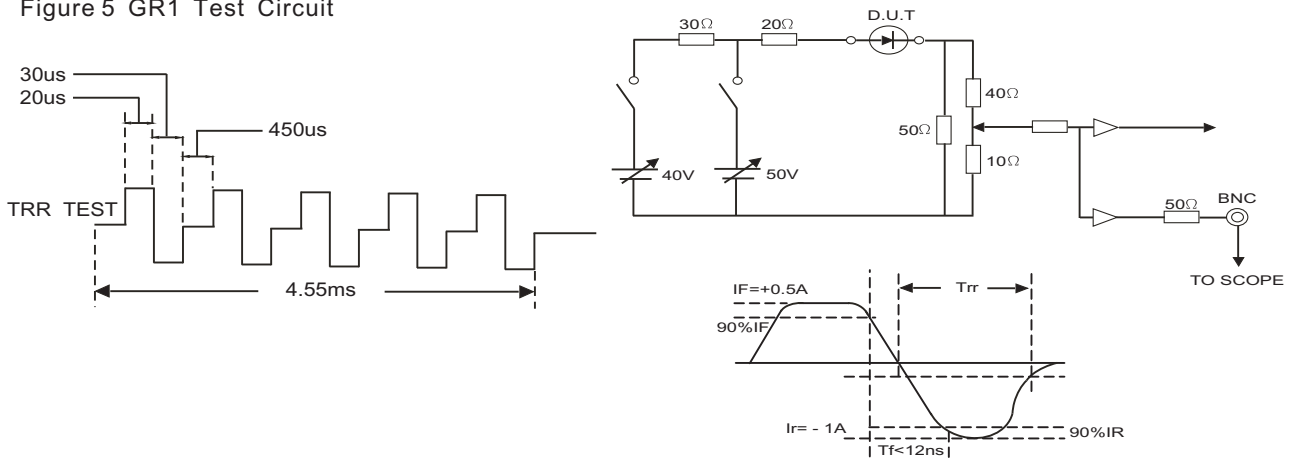 Figure 5 GR1 Test Circuit
30us
20us
450us
TRR TEST
4.55ms
30Ω
20Ω
D.U.T
40Ω
50Ω
10Ω
40V
50V
50Ω
BNC
TO SCOPE
IF=+0.5A
Trr
90%IF
Ir= - 1A
90%IR
Tf<12ns